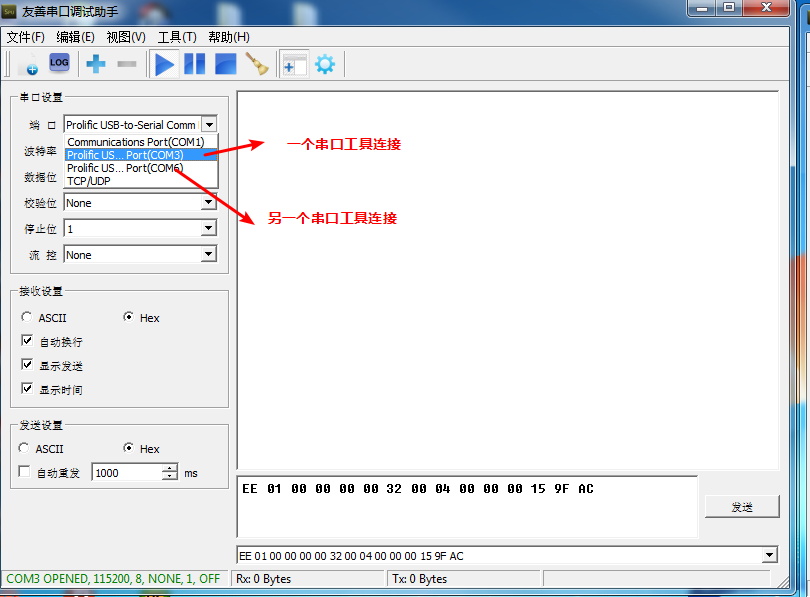 友善串口调试助手
文件(F) 编辑(E) 视图(V) 工具(T) 帮助(H)
LOG
串口设置
端 口 Prolific USB-to-Serial Comm
Communications Port(COM1)
波特率 Prolific US... Port(COM3)
一个串口工具连接
Prolific US... Port(COM6)
数据位 TCP/UDP
校验位 None
另一个串口工具连接
停止位 1
流 控 None
接收设置
ASCII Hex
自动换行
显示发送
显示时间
发送设置
ASCII Hex
自动重发 1000 ms
EE 01 00 00 00 00 32 00 04 00 00 00 15 9F AC
发送
EE 01 00 00 00 00 32 00 04 00 00 00 15 9F AC
COM3 OPENED, 115200, 8, NONE, 1, OFF Rx: 0 Bytes Tx: 0 Bytes